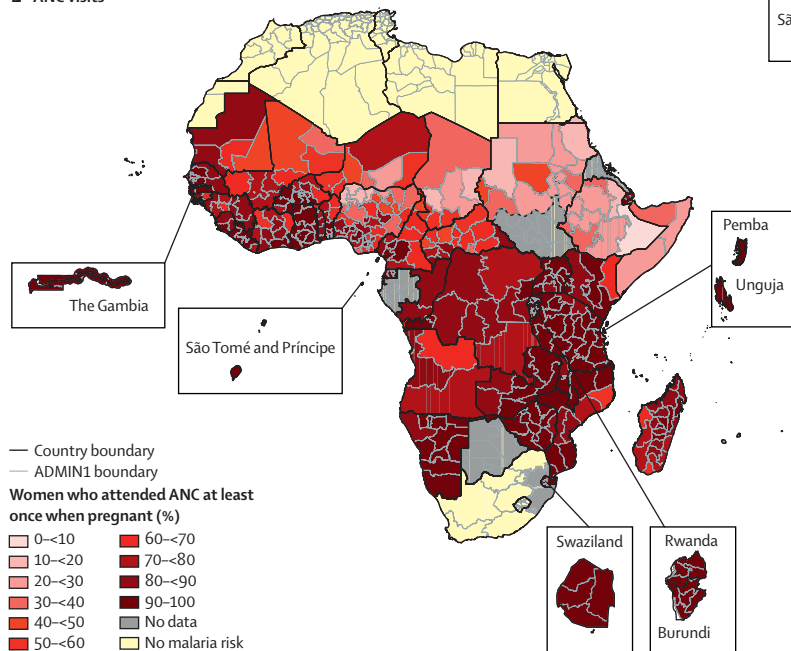 ANC visits
Sã
Pemba
Unguja
The Gambia
São Tomé and Príncipe
Country boundary
ADMIN1 boundary
Women who attended ANC at least
once when pregnant (%)
0–<10
10–<20
20–<30
30–<40
40–<50
50–<60
60–<70
70–<80
80–<90
90–100
No data
No malaria risk
Swaziland
Rwanda
Burundi